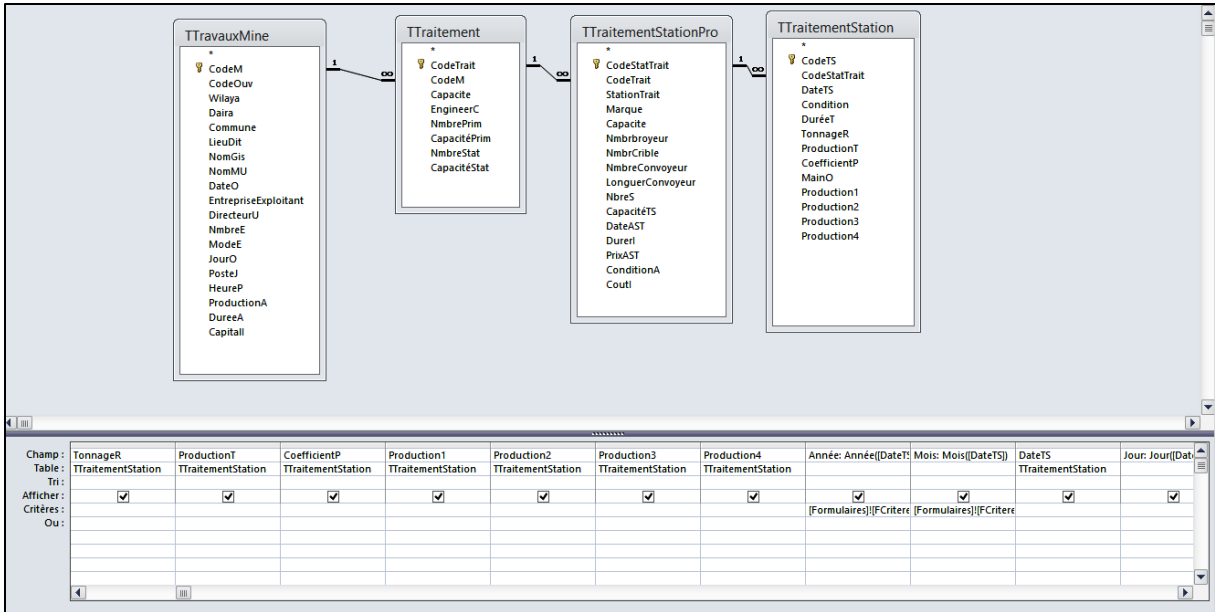 TTravauxMine
*
CodeM
CodeOuv
Wilaya
Daira
Commune
LieuDit
NomGis
NomMU
DateO
EntrepriseExploitant
DirecteurU
NmbreE
ModeE
JourO
PosteJ
HeureP
ProductionA
DureeA
CapitalI
1
∞
TTraitement
*
CodeTrait
CodeM
Capacite
EngineerC
NmbrePrim
CapacitéPrim
NmbreStat
CapacitéStat
1
∞
TTraitementStationPro
*
CodeStatTrait
CodeTrait
StationTrait
Marque
Capacite
Nmbrbroyeur
NmbrCrible
NmbreConvoyeur
LonguerConvoyeur
NbreS
CapacitéTS
DateAST
DurerI
PrixAST
ConditionA
CoutI
1
∞
TTraitementStation
*
CodeTS
CodeStatTrait
DateTS
Condition
DuréeT
TonnageR
ProductionT
CoefficientP
MainO
Production1
Production2
Production3
Production4
Champ : TonnageR ProductionT CoefficientP Production1 Production2 Production3 Production4 Année: Année([DateTS Mois: Mois([DateTS]) DateTS Jour: Jour([Dat
Table : TTraitementStation TTraitementStation TTraitementStation TTraitementStation TTraitementStation TTraitementStation TTraitementStation TTraitementStation
Tri :
Afficher :
Critères : [Formulaires]![FCritere [Formulaires]![FCritere
Ou :